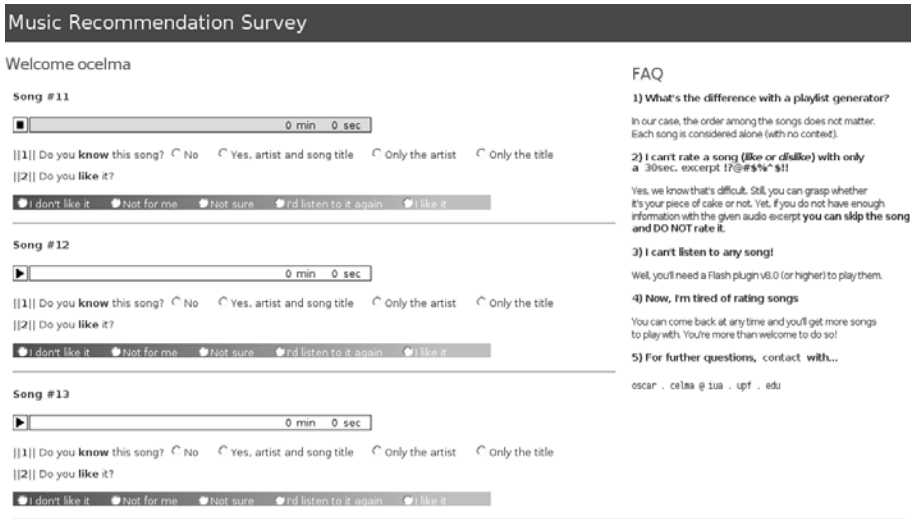 Music Recommendation Survey
Welcome ocelma
Song #11
0 min 0 sec
||1|| Do you know this song? No Yes, artist and song title Only the artist Only the title
||2|| Do you like it?
I don't like it Not for me Not sure I'd listen to it again I like it
Song #12
0 min 0 sec
||1|| Do you know this song? No Yes, artist and song title Only the artist Only the title
||2|| Do you like it?
I don't like it Not for me Not sure I'd listen to it again I like it
Song #13
0 min 0 sec
||1|| Do you know this song? No Yes, artist and song title Only the artist Only the title
||2|| Do you like it?
I don't like it Not for me Not sure I'd listen to it again I like it
FAQ
1) What's the difference with a playlist generator?
In our case, the order among the songs does not matter.
Each song is considered alone (with no context).
2) I can't rate a song (like or dislike) with only
a 30sec. excerpt !?@#$%^$!!
Yes, we know that's difficult. Still, you can grasp whether
it's your piece of cake or not. Yet, if you do not have enough
information with the given audio excerpt you can skip the song
and DO NOT rate it.
3) I can't listen to any song!
Well, you'll need a Flash plugin v8.0 (or higher) to play them.
4) Now, I'm tired of rating songs
You can come back at any time and you'll get more songs
to play with. You're more than welcome to do so!
5) For further questions, contact with...
oscar . celma @ iua . upf . edu